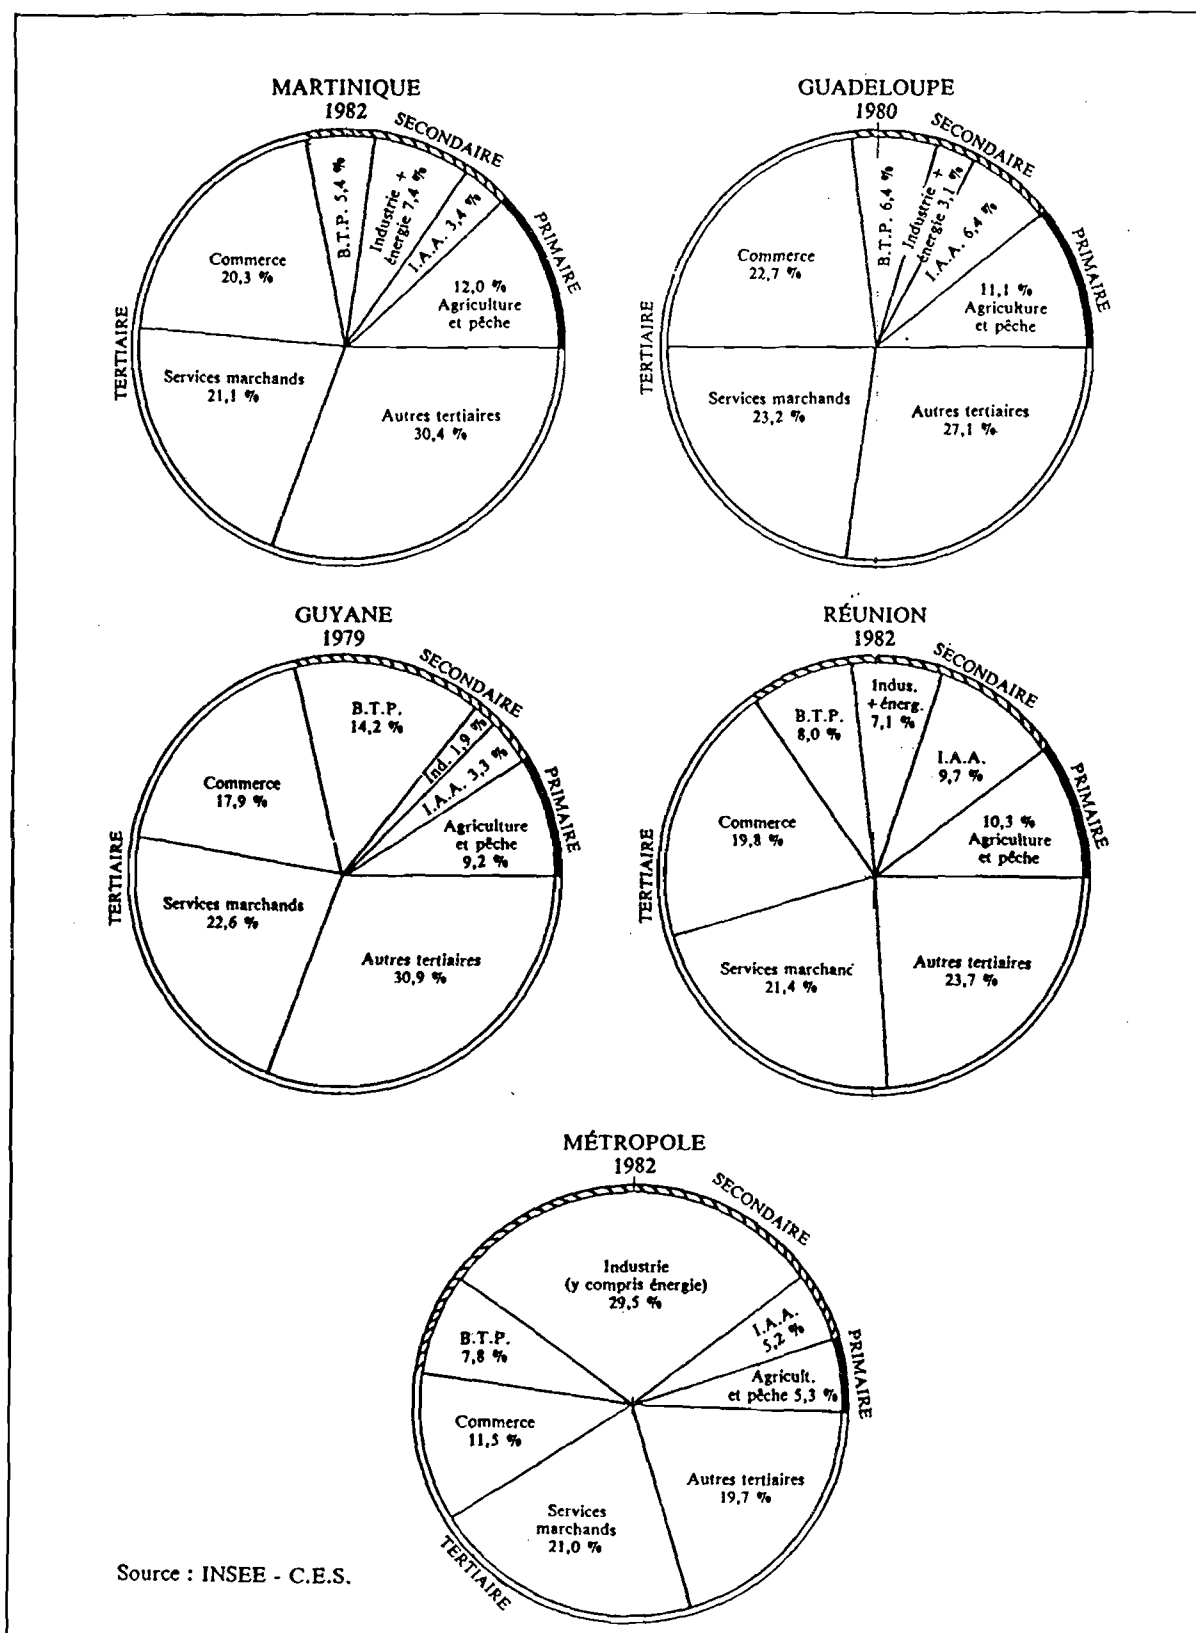 MARTINIQUE
1982
SECONDAIRE
PRIMAIRE
TERTIAIRE
B.T.P. 5,4 %
Industrie +
énergie 7,4 %
I.A.A. 3,4 %
12,0 %
Agriculture
et pêche
Commerce
20,3 %
Services marchands
21,1 %
Autres tertiaires
30,4 %
GUADELOUPE
1980
SECONDAIRE
PRIMAIRE
TERTIAIRE
B.T.P. 6,4 %
Industrie +
énergie 3,1 %
I.A.A. 6,4 %
11,1 %
Agriculture
et pêche
Commerce
22,7 %
Services marchands
23,2 %
Autres tertiaires
27,1 %
GUYANE
1979
SECONDAIRE
PRIMAIRE
TERTIAIRE
B.T.P.
14,2 %
Ind. 1,9 %
I.A.A. 3,3 %
Agriculture
et pêche
9,2 %
Commerce
17,9 %
Services marchands
22,6 %
Autres tertiaires
30,9 %
RÉUNION
1982
SECONDAIRE
PRIMAIRE
TERTIAIRE
B.T.P.
8,0 %
Indus.
+ énerg.
7,1 %
I.A.A.
9,7 %
10,3 %
Agriculture
et pêche
Commerce
19,8 %
Services marchand
21,4 %
Autres tertiaires
23,7 %
MÉTROPOLE
1982
SECONDAIRE
PRIMAIRE
TERTIAIRE
Industrie
(y compris énergie)
29,5 %
I.A.A.
5,2 %
Agricult.
et pêche 5,3 %
B.T.P.
7,8 %
Commerce
11,5 %
Services
marchands
21,0 %
Autres tertiaires
19,7 %
Source : INSEE - C.E.S.